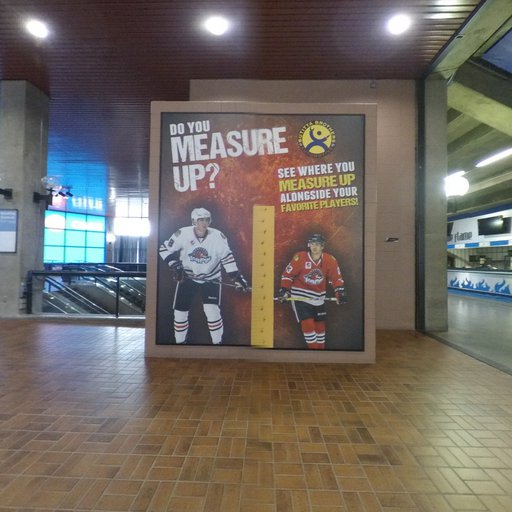 DO YOU
MEASURE
UP?
SEE WHERE YOU
MEASURE UP
ALONGSIDE YOUR
FAVORITE PLAYERS!